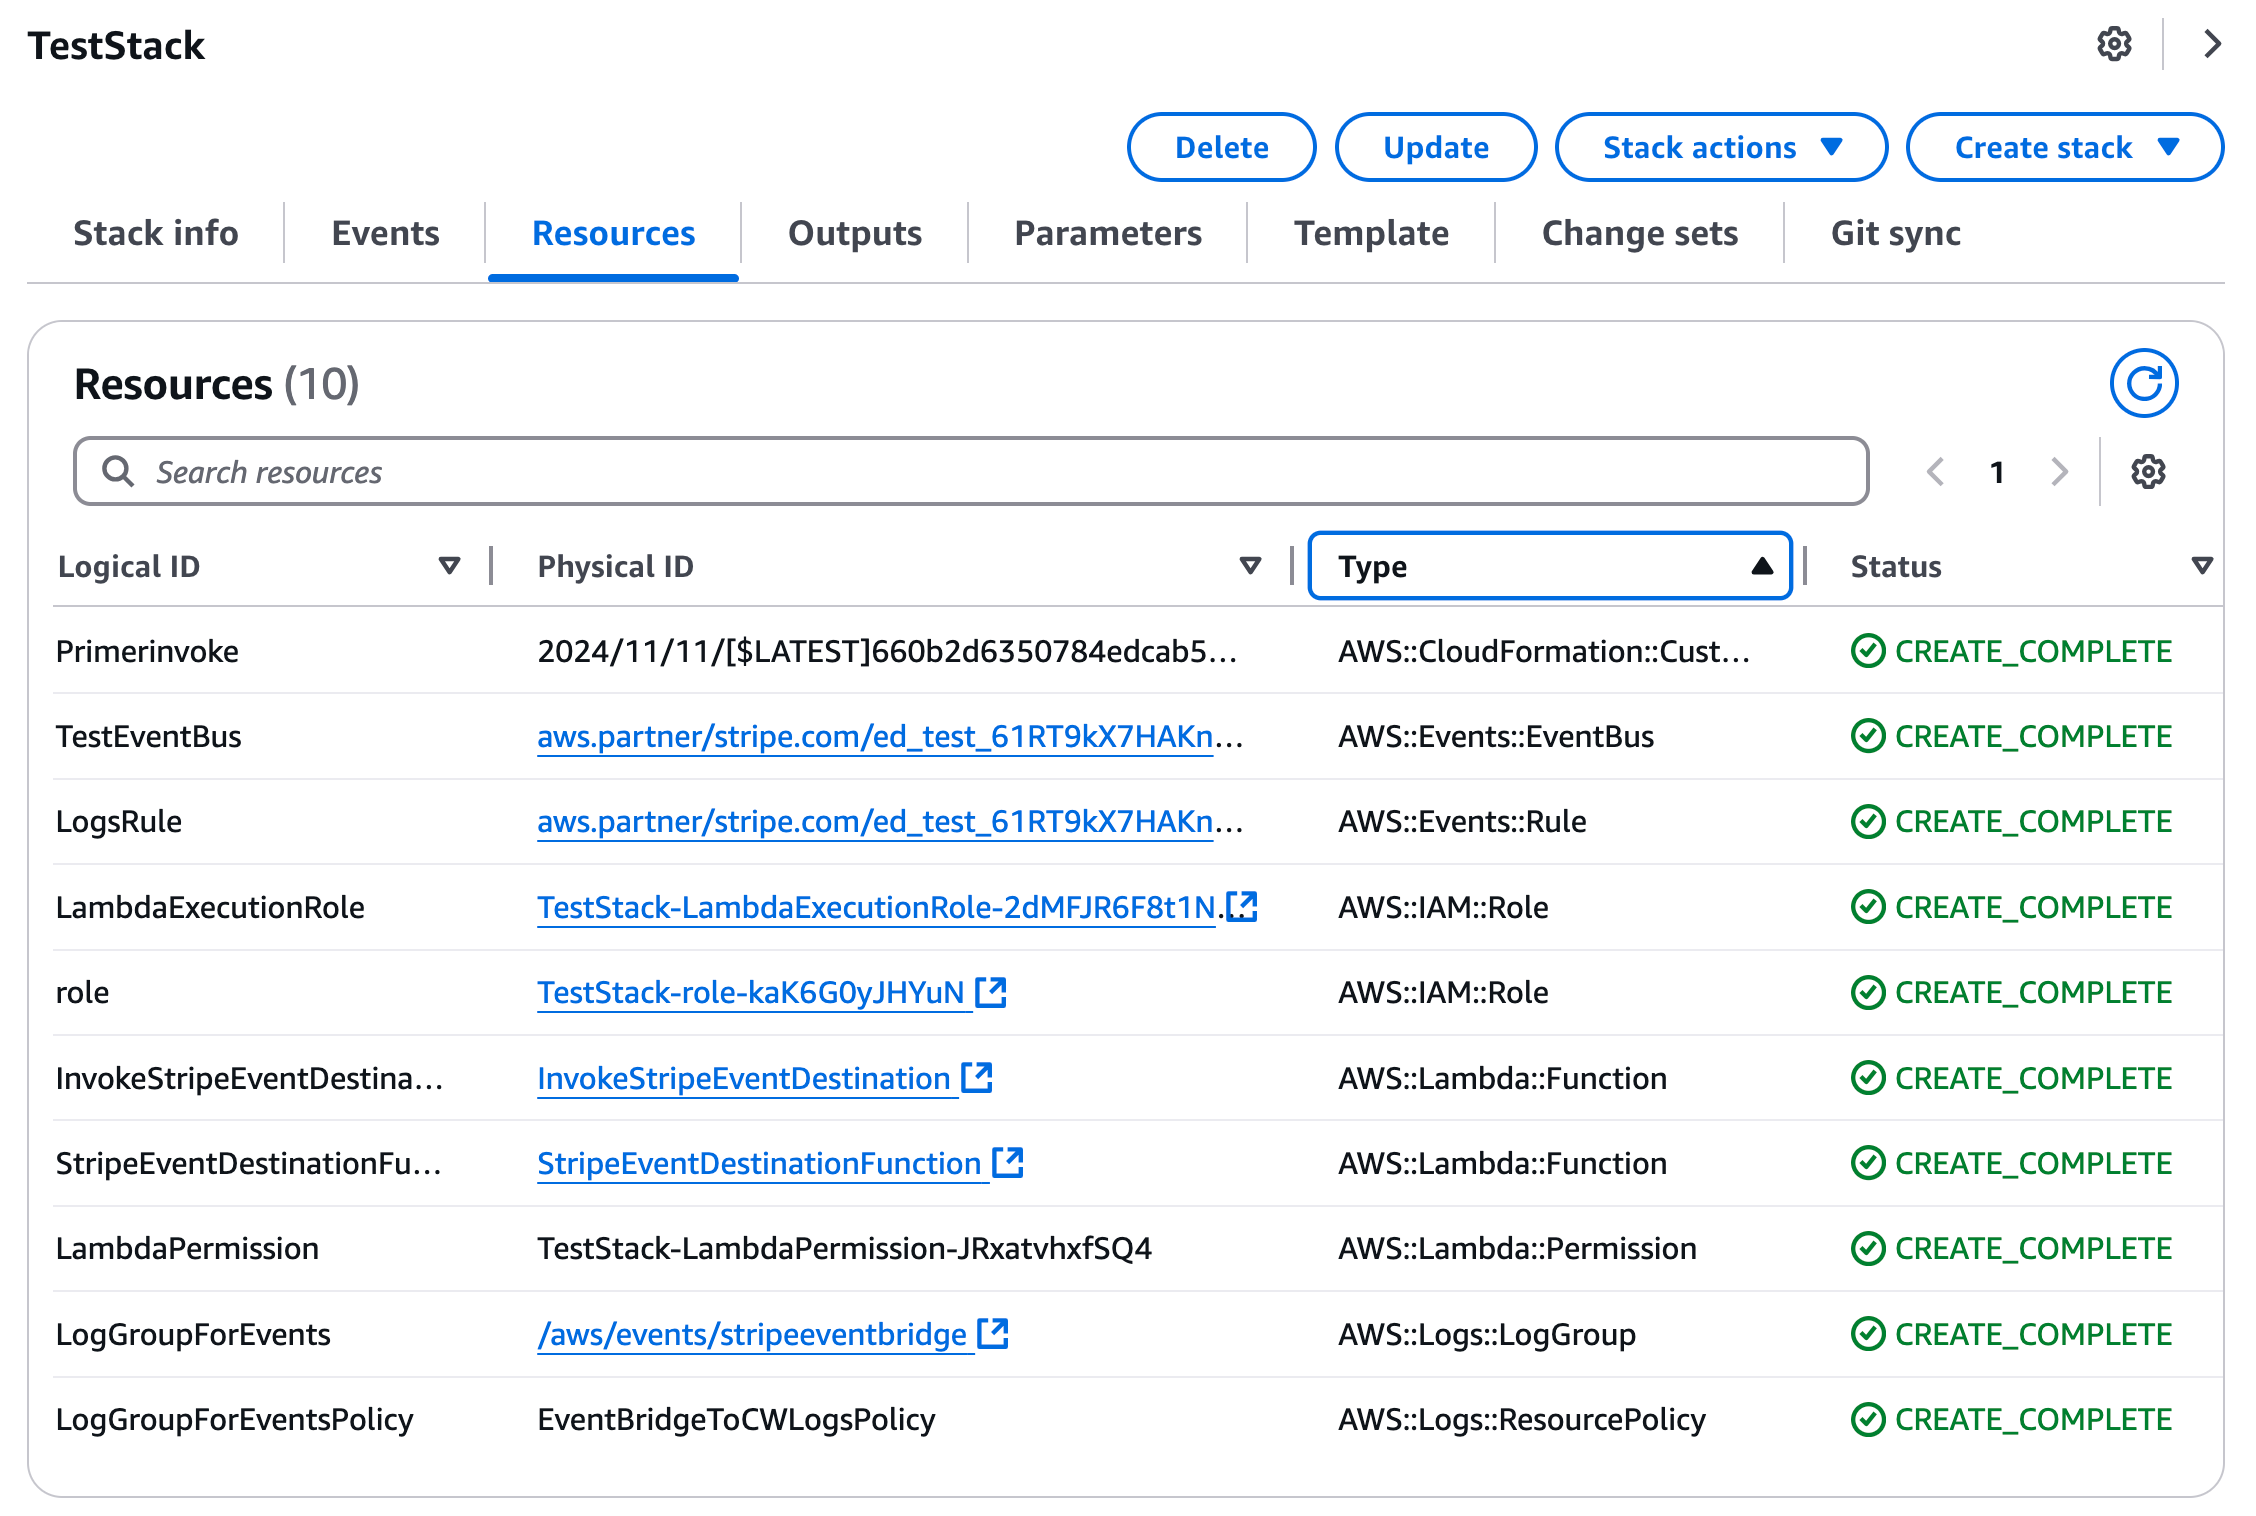 TestStack
Delete Update Stack actions Create stack
Stack info Events Resources Outputs Parameters Template Change sets Git sync
Resources (10)
Search resources 1
Logical ID Physical ID Type Status
Primerinvoke 2024/11/11/[$LATEST]660b2d6350784edcab5... AWS::CloudFormation::Cust... CREATE_COMPLETE
TestEventBus aws.partner/stripe.com/ed_test_61RT9kX7HAKn... AWS::Events::EventBus CREATE_COMPLETE
LogsRule aws.partner/stripe.com/ed_test_61RT9kX7HAKn... AWS::Events::Rule CREATE_COMPLETE
LambdaExecutionRole TestStack-LambdaExecutionRole-2dMFJR6F8t1N... AWS::IAM::Role CREATE_COMPLETE
role TestStack-role-kaK6G0yJHYuN AWS::IAM::Role CREATE_COMPLETE
InvokeStripeEventDestina... InvokeStripeEventDestination AWS::Lambda::Function CREATE_COMPLETE
StripeEventDestinationFu... StripeEventDestinationFunction AWS::Lambda::Function CREATE_COMPLETE
LambdaPermission TestStack-LambdaPermission-JRxatvhxfSQ4 AWS::Lambda::Permission CREATE_COMPLETE
LogGroupForEvents /aws/events/stripeeventbridge AWS::Logs::LogGroup CREATE_COMPLETE
LogGroupForEventsPolicy EventBridgeToCWLogsPolicy AWS::Logs::ResourcePolicy CREATE_COMPLETE